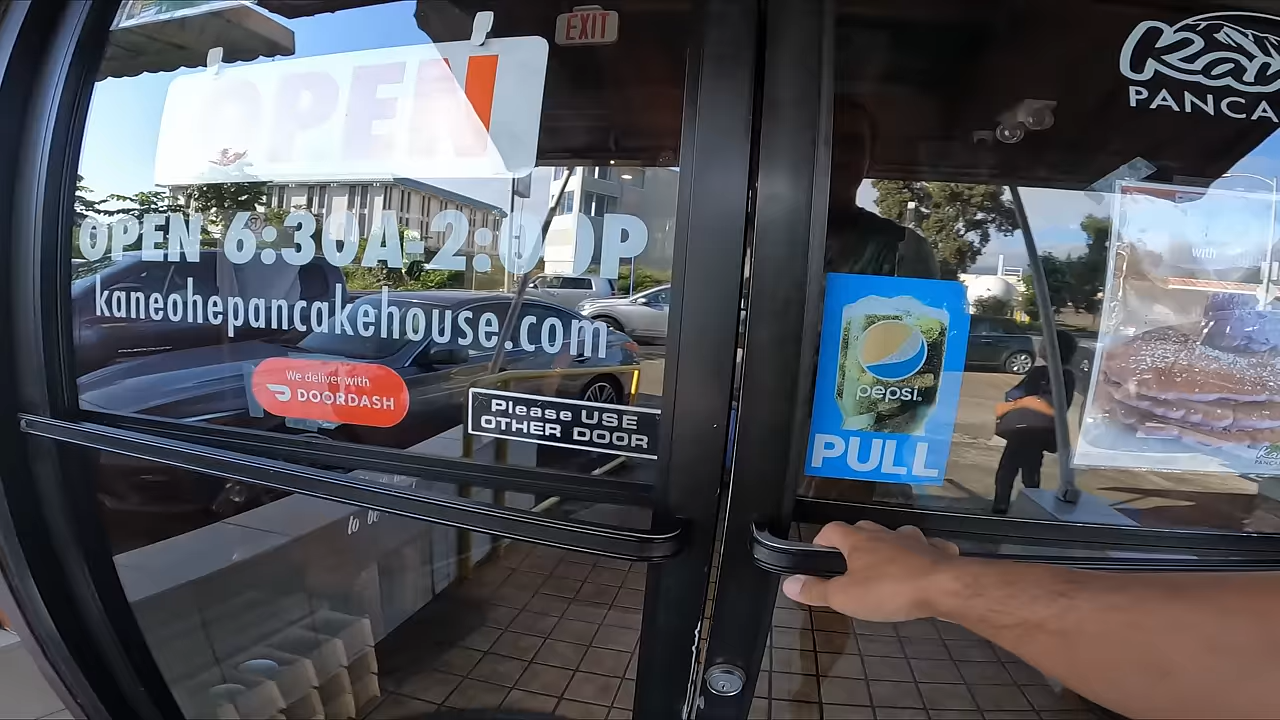 OPEN
EXIT
OPEN 6:30A-2:00P
kaneohepancakehouse.com
We deliver with
DOORDASH
Please USE
OTHER DOOR
pepsi.
PULL
PANCA
with